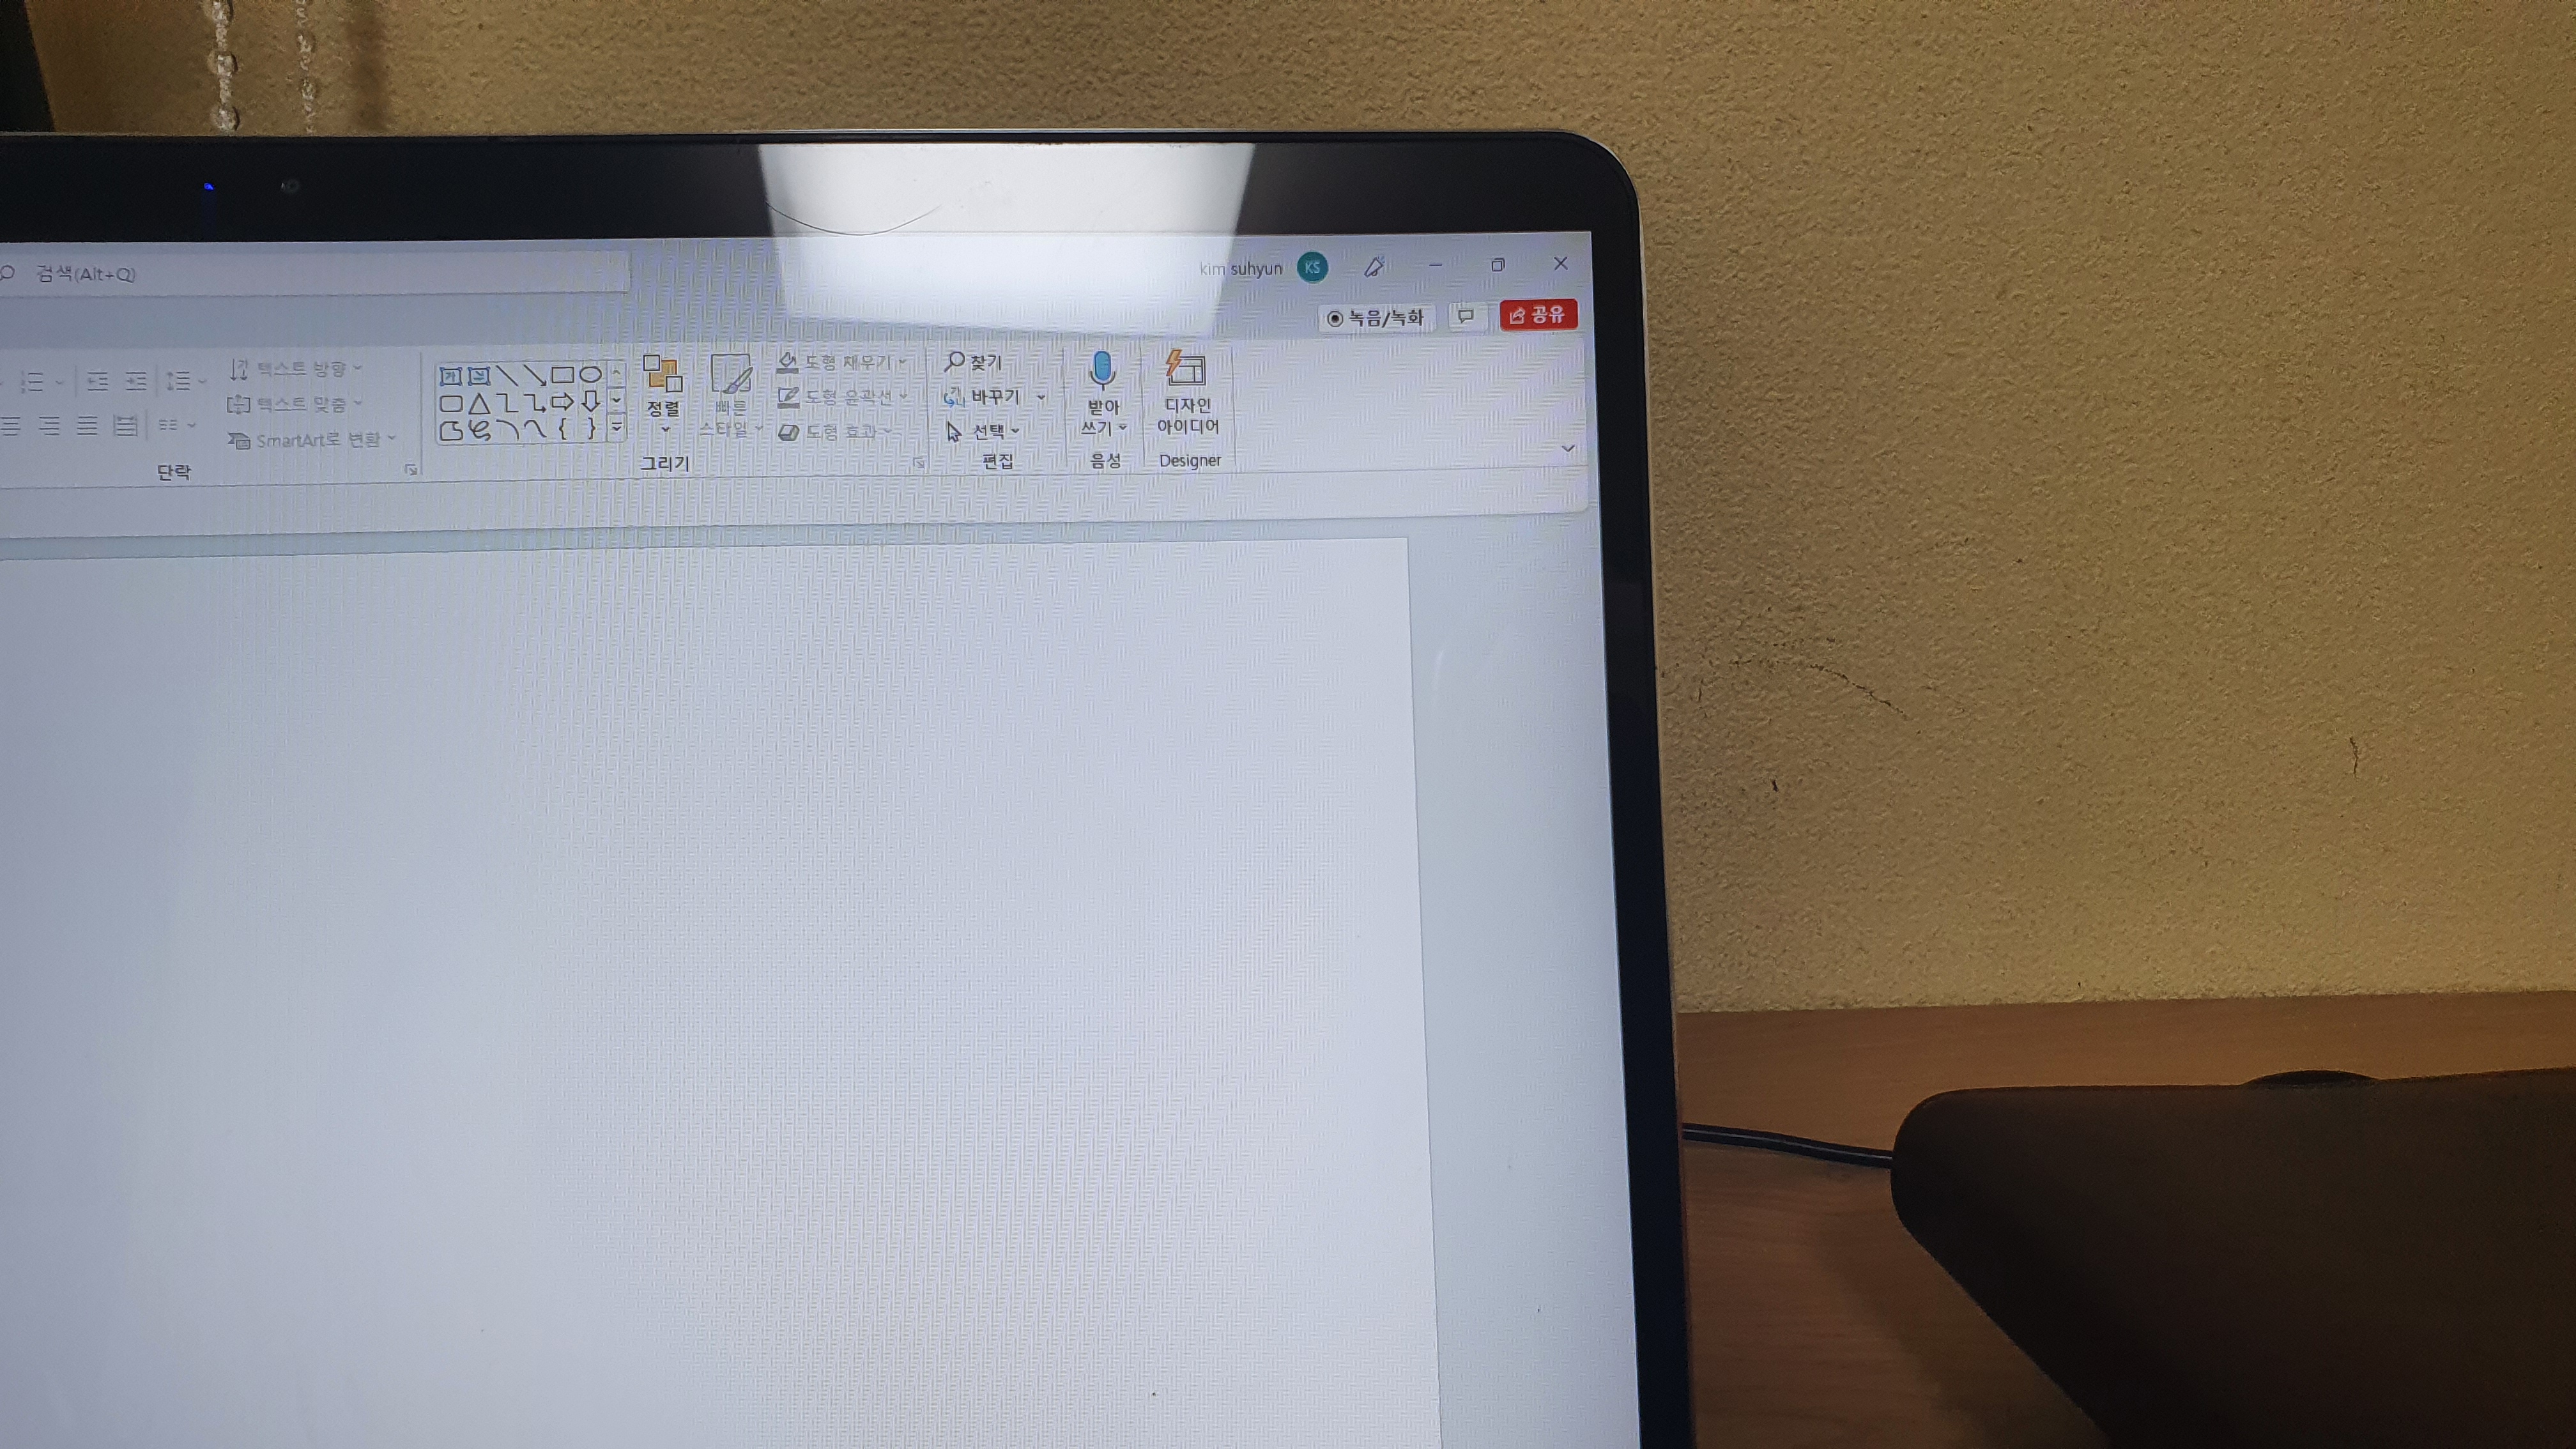 검색(Alt+Q)
kim suhyun KS
녹음/녹화
공유
텍스트 방향
텍스트 맞춤
SmartArt로 변환
단락
정렬
빠른
스타일
도형 채우기
도형 윤곽선
도형 효과
그리기
찾기
바꾸기
선택
편집
받아
쓰기
음성
디자인
아이디어
Designer